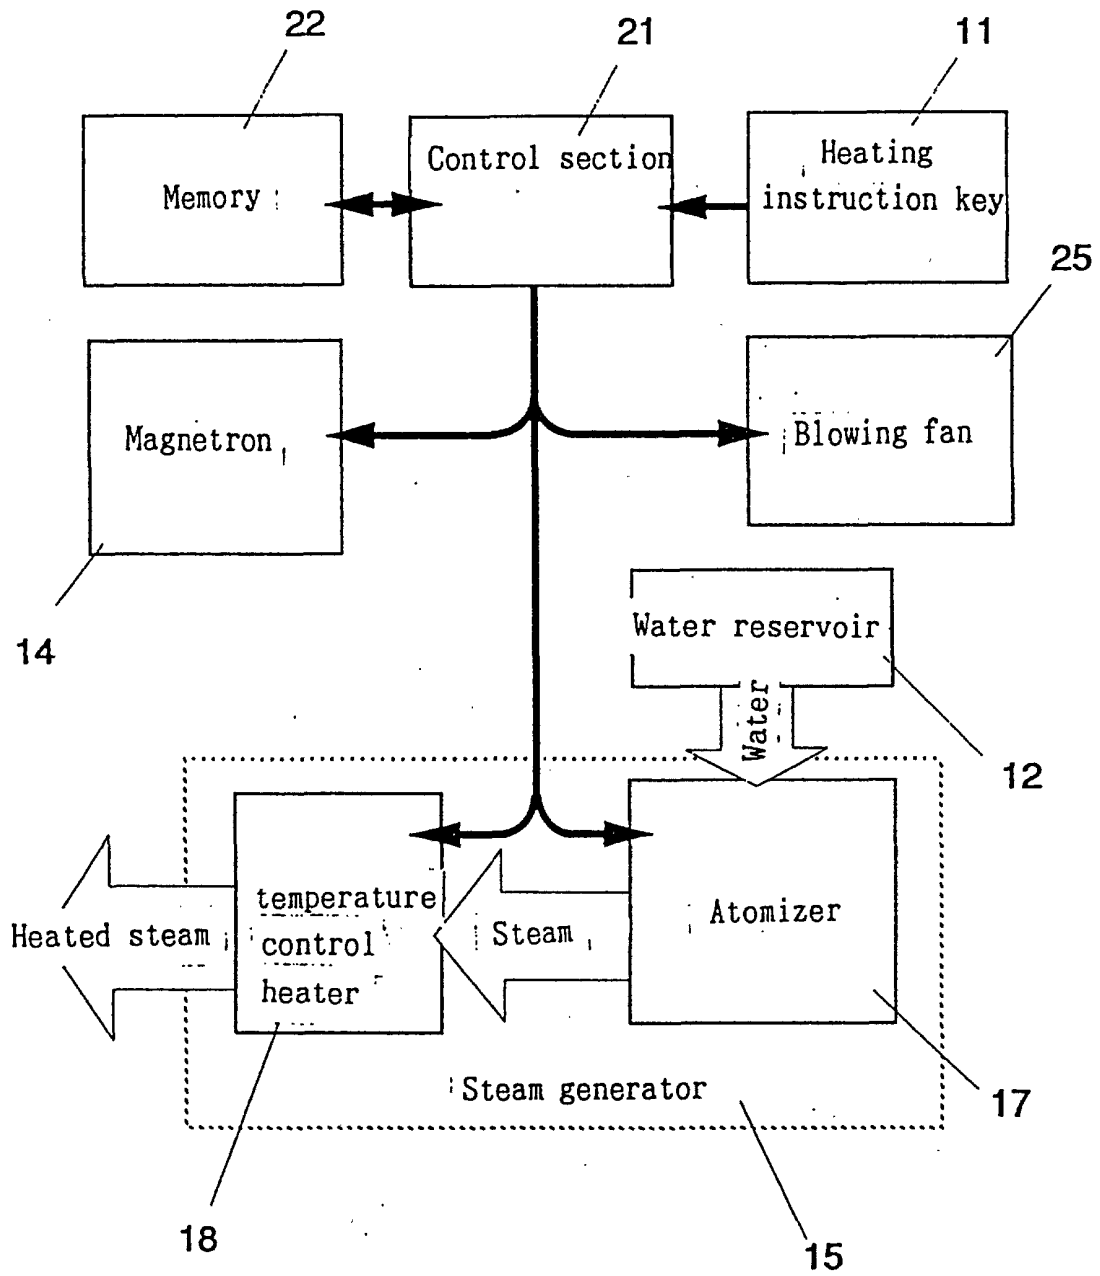 22
21
11
Memory
Control section
Heating
instruction key
25
Magnetron
Blowing fan
14
Water reservoir
Water
12
temperature
control
heater
Heated steam
Steam
Atomizer
Steam generator
17
18
15